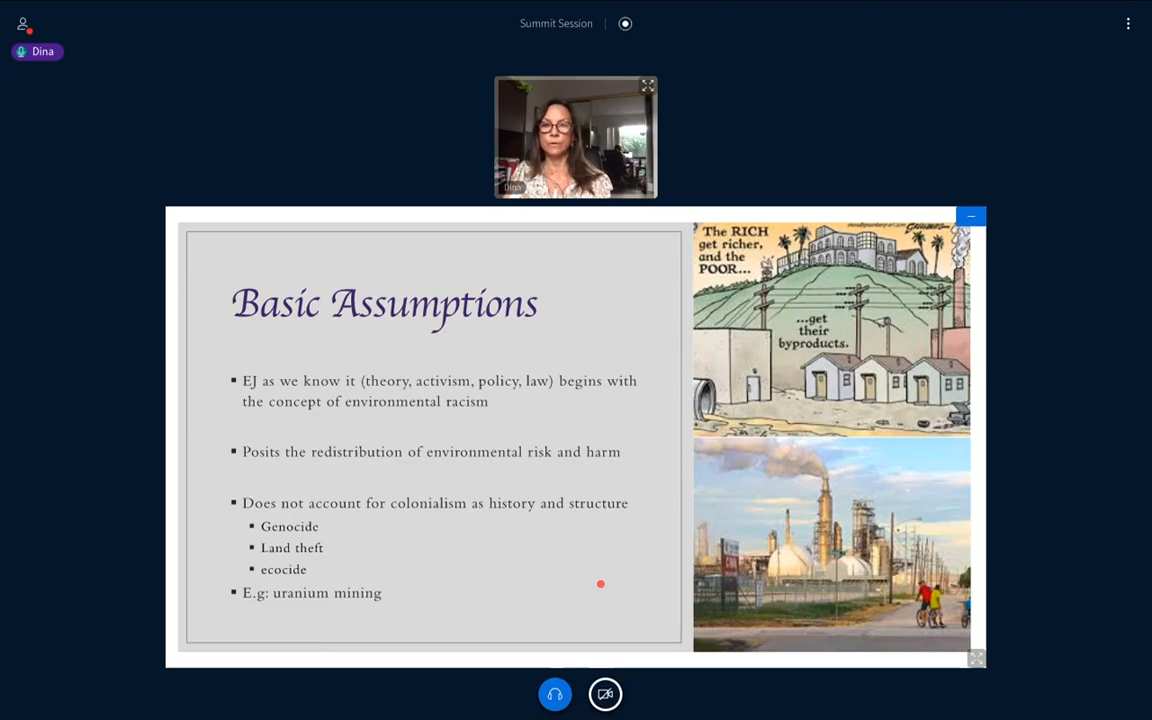 Summit Session
Dina
Dina
Basic Assumptions
▪ EJ as we know it (theory, activism, policy, law) begins with
the concept of environmental racism
▪ Posits the redistribution of environmental risk and harm
▪ Does not account for colonialism as history and structure
▪ Genocide
▪ Land theft
▪ ecocide
▪ E.g: uranium mining
The RICH
get richer,
and the
POOR...
...get
their
byproducts.